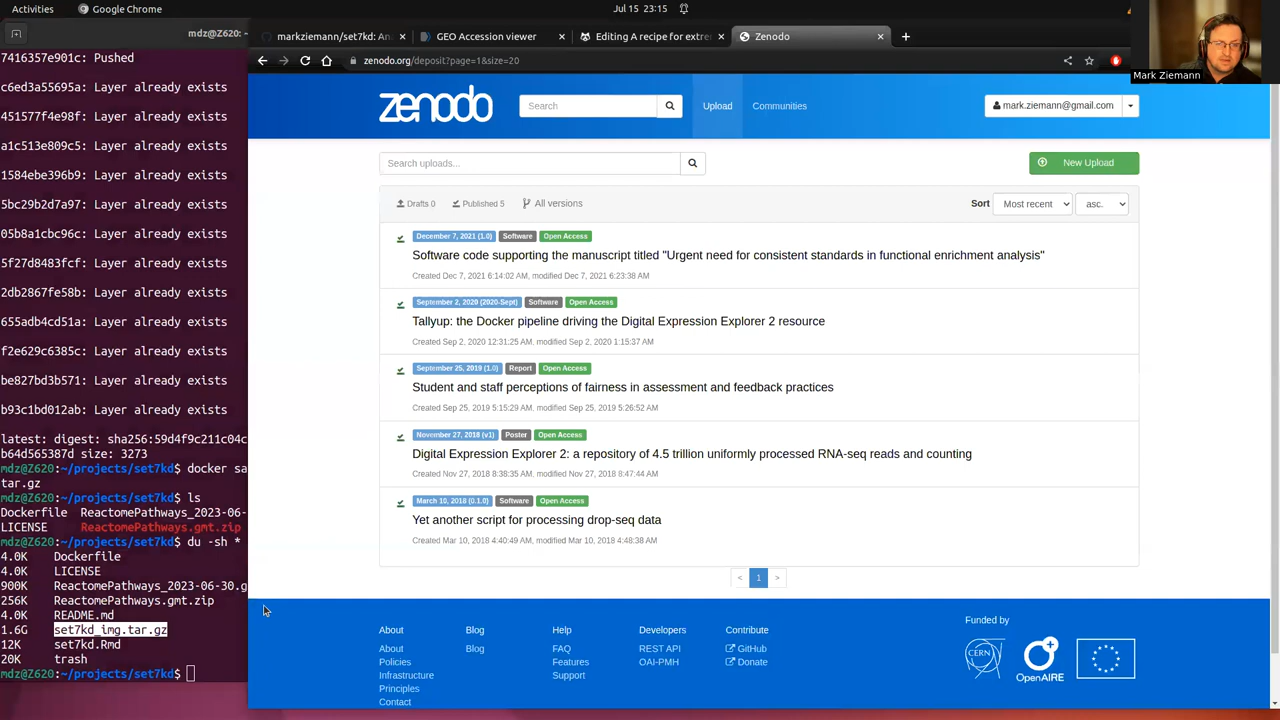 Activities
Google Chrome
Jul 15 23:15
mdz@Z620: ~
markziemann/set7kd: An
GEO Accession viewer
Editing A recipe for extre
Zenodo
zenodo.org/deposit?page=1&size=20
Mark Ziemann
7416357e901c: Pushed
c6ed3a55695a: Layer already exists
a6577f4e98f: Layer already exists
a1c513e809c5: Layer already exists
1584ebe396b9: Layer already exists
5bc29b2d7a97: Layer already exists
05b8a1cbc96c: Layer already exists
5f27d8483fcf: Layer already exists
2db2867fe58b: Layer already exists
655adb4cd51a: Layer already exists
f2e629c6385c: Layer already exists
be827bd3b571: Layer already exists
b93c1bd012ab: Layer already exists
latest: digest: sha256:59d4f9c211c04c
b64d565387d size: 3273
mdz@Z620:~/projects/set7kd$ docker sa
tar.gz
mdz@Z620:~/projects/set7kd$ ls
Dockerfile ReactomePathways_2023-06-
LICENSE ReactomePathways.gmt.zip
mdz@Z620:~/projects/set7kd$ du -sh *
4.0K Dockerfile
4.0K LICENSE
900K ReactomePathways_2023-06-30.g
256K ReactomePathways.gmt.zip
4.0K README.md
1.6G set7kd_img.tar.gz
12K set7kd.Rmd
20K trash
mdz@Z620:~/projects/set7kd$
zenodo
Search
Upload
Communities
mark.ziemann@gmail.com
Search uploads...
New Upload
Drafts 0
Published 5
All versions
Sort
Most recent
asc.
December 7, 2021 (1.0) Software Open Access
Software code supporting the manuscript titled "Urgent need for consistent standards in functional enrichment analysis"
Created Dec 7, 2021 6:14:02 AM, modified Dec 7, 2021 6:23:38 AM
September 2, 2020 (2020-Sept) Software Open Access
Tallyup: the Docker pipeline driving the Digital Expression Explorer 2 resource
Created Sep 2, 2020 12:31:25 AM. modified Sep 2, 2020 1:15:37 AM
September 25, 2019 (1.0) Report Open Access
Student and staff perceptions of fairness in assessment and feedback practices
Created Sep 25, 2019 5:15:29 AM. modified Sep 25, 2019 5:26:52 AM
November 27, 2018 (v1) Poster Open Access
Digital Expression Explorer 2: a repository of 4.5 trillion uniformly processed RNA-seq reads and counting
Created Nov 27, 2018 8:38:35 AM, modified Nov 27, 2018 8:47:44 AM
March 10, 2018 (0.1.0) Software Open Access
Yet another script for processing drop-seq data
Created Mar 10, 2018 4:40:49 AM, modified Mar 10, 2018 4:48:38 AM
< 1 >
About
About
Policies
Infrastructure
Principles
Contact
Blog
Blog
Help
FAQ
Features
Support
Developers
REST API
OAI-PMH
Contribute
GitHub
Donate
Funded by
CERN
OpenAIRE